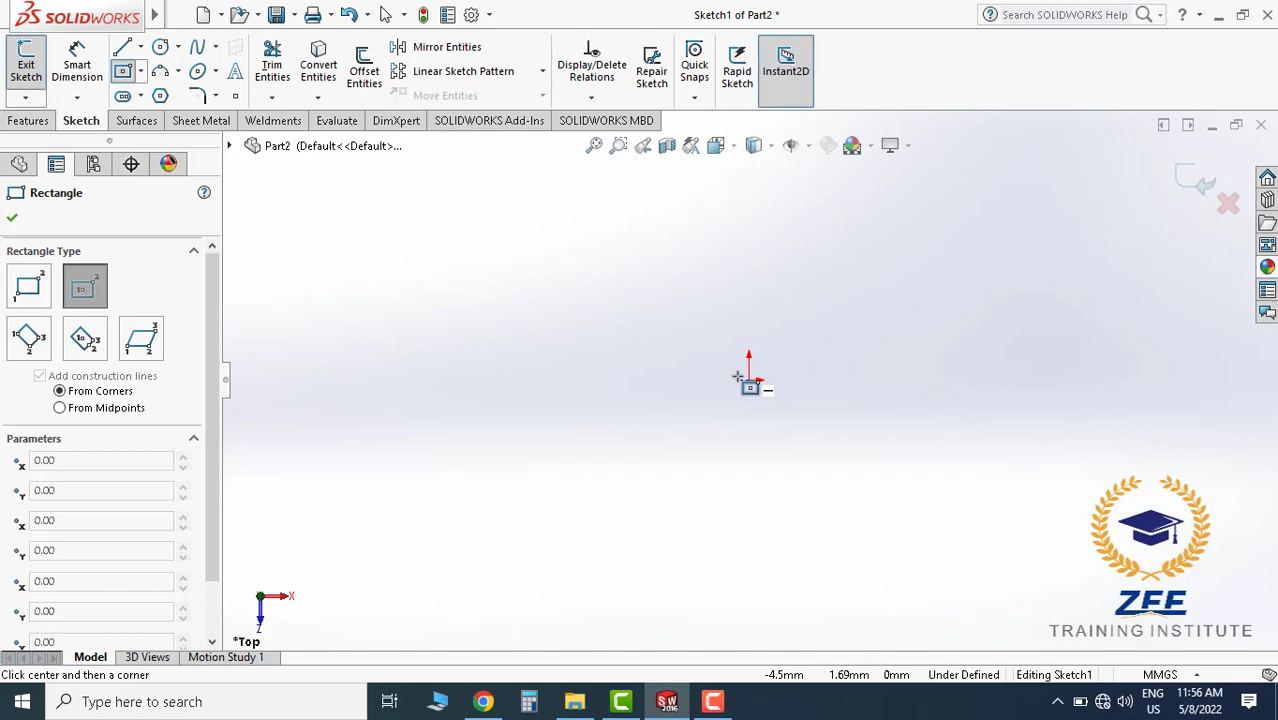 SOLIDWORKS
Sketch1 of Part2 *
Search SOLIDWORKS Help
Exit Sketch
Smart Dimension
Trim Entities
Convert Entities
Offset Entities
Mirror Entities
Linear Sketch Pattern
Move Entities
Display/Delete Relations
Repair Sketch
Quick Snaps
Rapid Sketch
Instant2D
Features
Sketch
Surfaces
Sheet Metal
Weldments
Evaluate
DimXpert
SOLIDWORKS Add-Ins
SOLIDWORKS MBD
Part2 (Default<<Default>...
Rectangle
Rectangle Type
Add construction lines
From Corners
From Midpoints
Parameters
0.00
0.00
0.00
0.00
0.00
0.00
0.00
X
Z
*Top
ZEE
TRAINING INSTITUTE
Model
3D Views
Motion Study 1
Click center and then a corner
-4.5mm
1.69mm
0mm
Under Defined
Editing Sketch1
MMGS
Type here to search
SW
2016
ENG
US
11:56 AM
5/8/2022